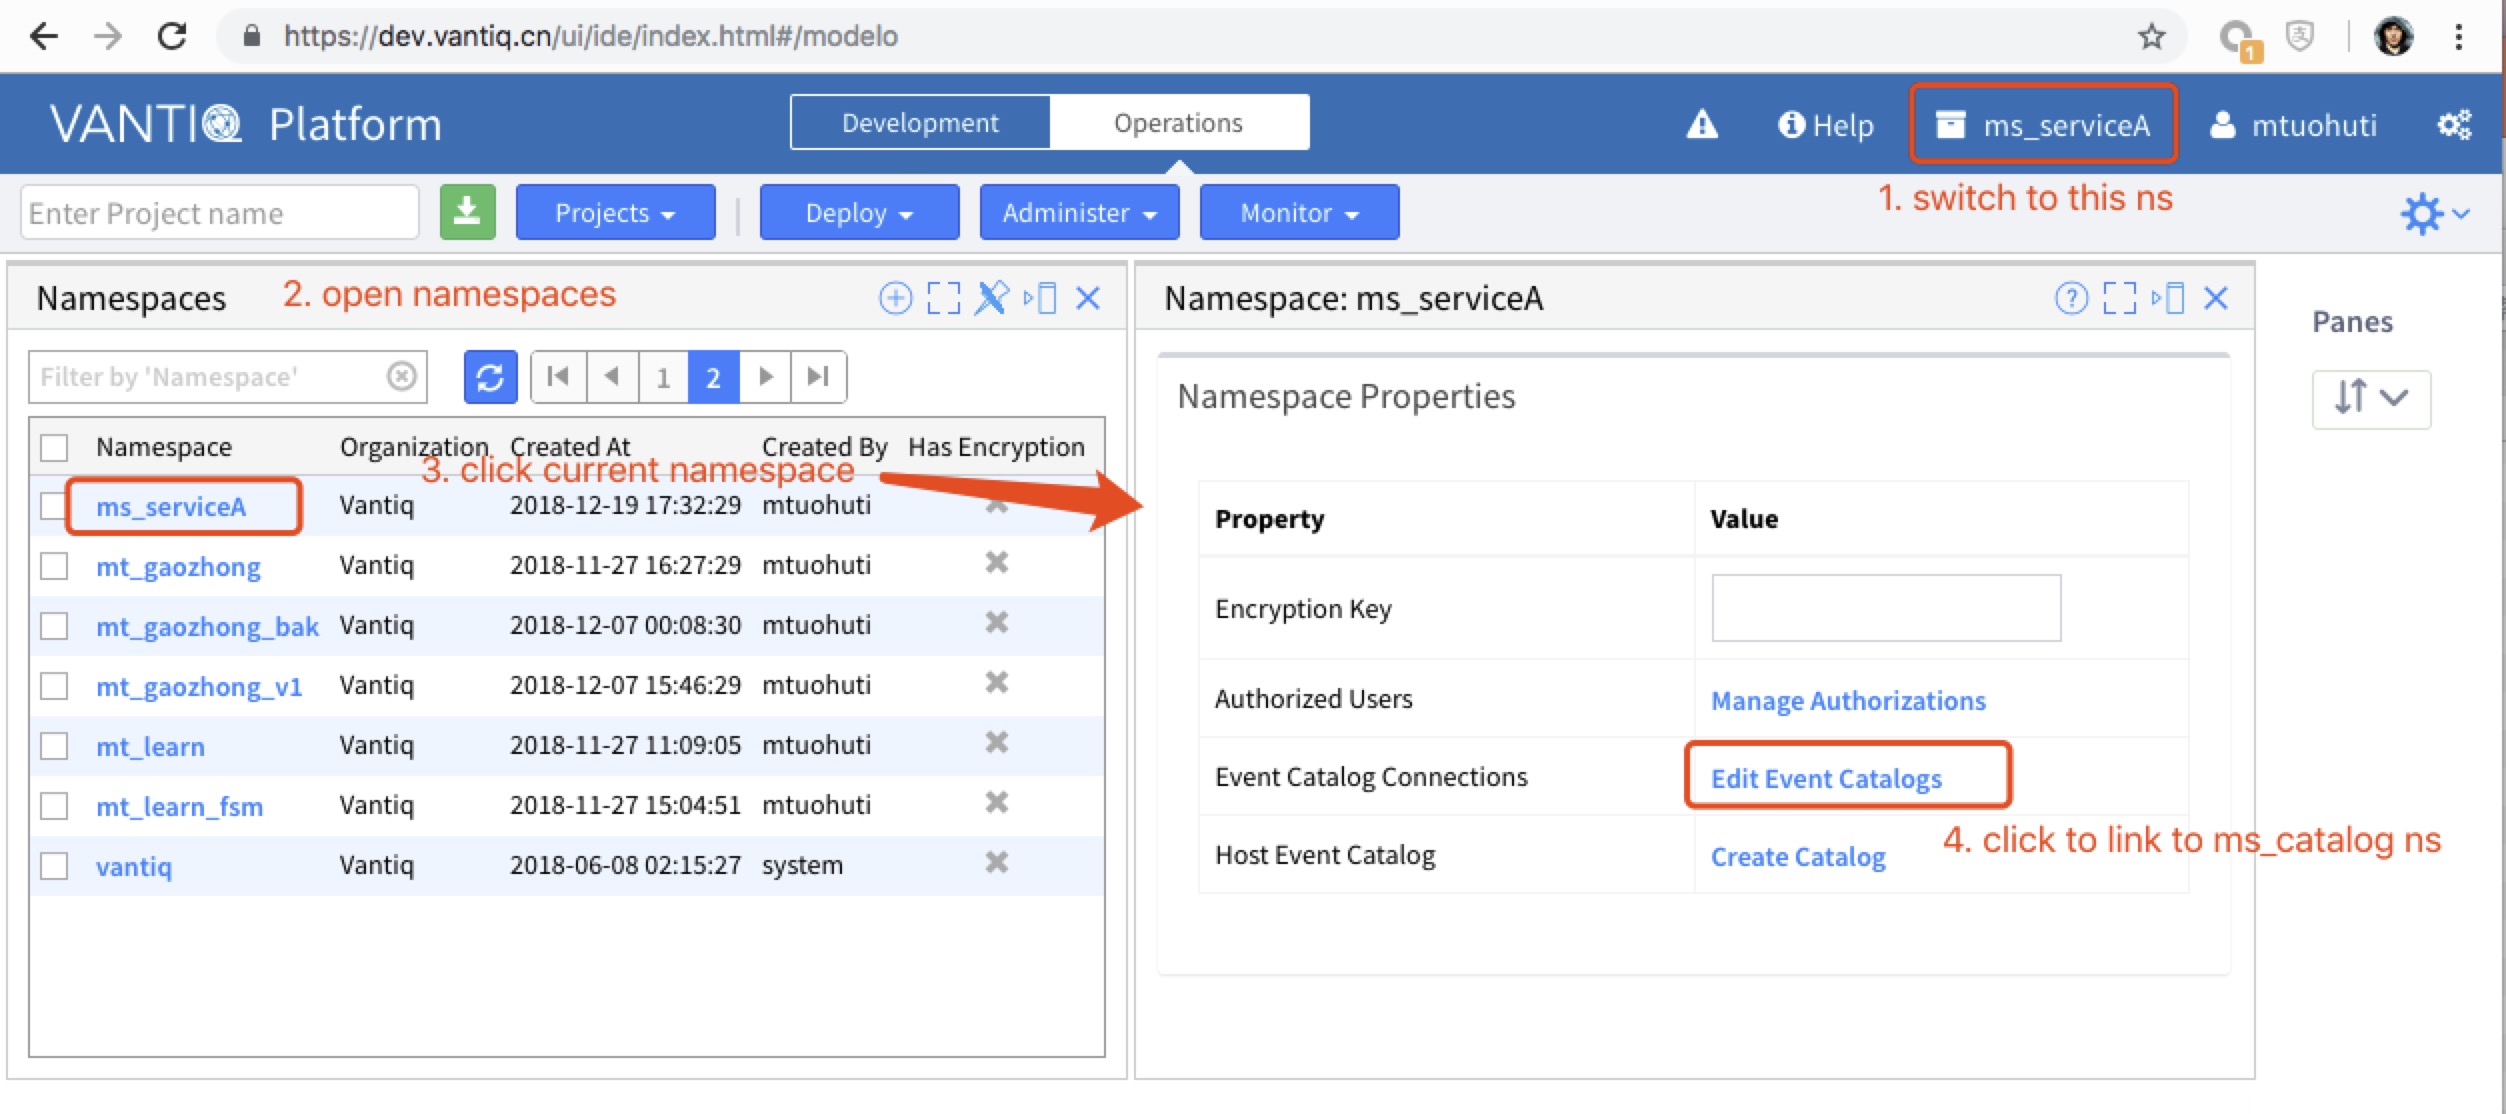 https://dev.vantiq.cn/ui/ide/index.html#/modelo
1
VANTIQ Platform
Development
Operations
Help
ms_serviceA
mtuohuti
1. switch to this ns
Enter Project name
Projects
Deploy
Administer
Monitor
Namespaces
2. open namespaces
Filter by 'Namespace'
1
2
Namespace Organization Created At Created By Has Encryption
3. click current namespace
ms_serviceA Vantiq 2018-12-19 17:32:29 mtuohuti
mt_gaozhong Vantiq 2018-11-27 16:27:29 mtuohuti
mt_gaozhong_bak Vantiq 2018-12-07 00:08:30 mtuohuti
mt_gaozhong_v1 Vantiq 2018-12-07 15:46:29 mtuohuti
mt_learn Vantiq 2018-11-27 11:09:05 mtuohuti
mt_learn_fsm Vantiq 2018-11-27 15:04:51 mtuohuti
vantiq Vantiq 2018-06-08 02:15:27 system
Namespace: ms_serviceA
Namespace Properties
Property Value
Encryption Key
Authorized Users Manage Authorizations
Event Catalog Connections Edit Event Catalogs
4. click to link to ms_catalog ns
Host Event Catalog Create Catalog
Panes